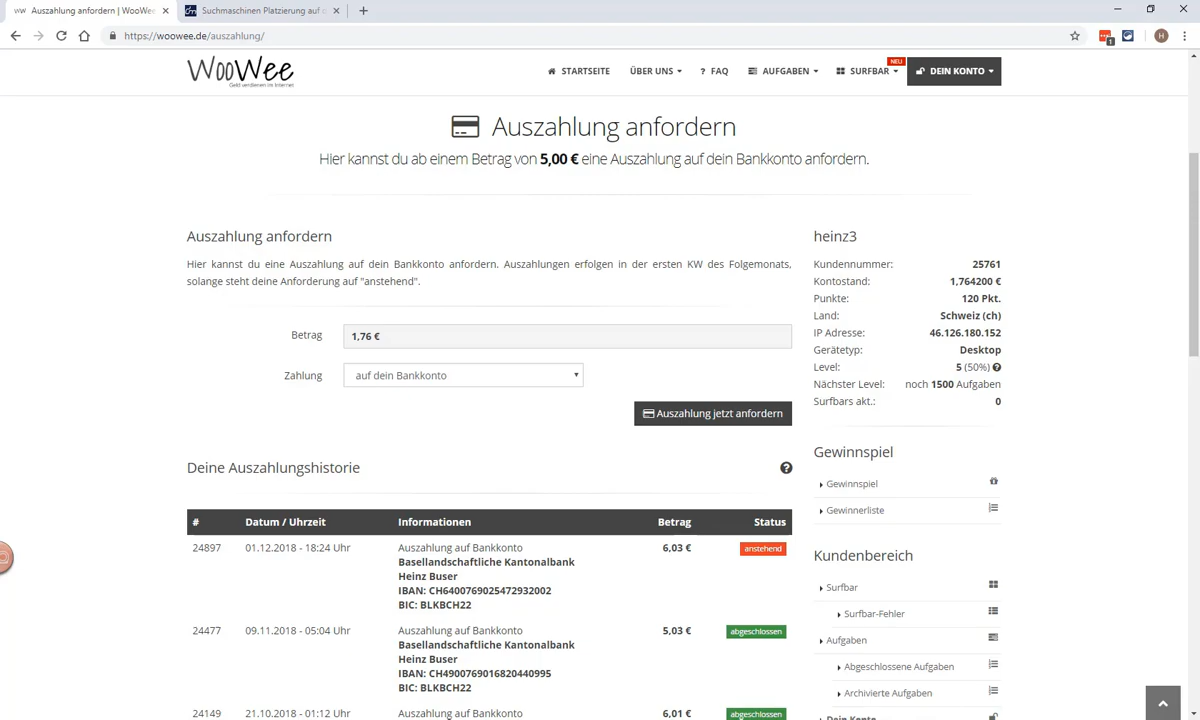 Auszahlung anfordern | WooWe
Suchmaschinen Platzierung auf
https://woowee.de/auszahlung/
1
H
WooWee
Geld verdienen im Internet
STARTSEITE
ÜBER UNS
? FAQ
AUFGABEN
SURFBAR
NEU
DEIN KONTO
Auszahlung anfordern
Hier kannst du ab einem Betrag von 5,00 € eine Auszahlung auf dein Bankkonto anfordern.
Auszahlung anfordern
Hier kannst du eine Auszahlung auf dein Bankkonto anfordern. Auszahlungen erfolgen in der ersten KW des Folgemonats,
solange steht deine Anforderung auf "anstehend".
Betrag 1,76 €
Zahlung auf dein Bankkonto
Auszahlung jetzt anfordern
Deine Auszahlungshistorie
# Datum / Uhrzeit Informationen Betrag Status
24897 01.12.2018 - 18:24 Uhr Auszahlung auf Bankkonto 6,03 € anstehend
Basellandschaftliche Kantonalbank
Heinz Buser
IBAN: CH6400769025472932002
BIC: BLKBCH22
24477 09.11.2018 - 05:04 Uhr Auszahlung auf Bankkonto 5,03 € abgeschlossen
Basellandschaftliche Kantonalbank
Heinz Buser
IBAN: CH4900769016820440995
BIC: BLKBCH22
24149 21.10.2018 - 01:12 Uhr Auszahlung auf Bankkonto 6,01 € abgeschlossen
heinz3
Kundennummer: 25761
Kontostand: 1,764200 €
Punkte: 120 Pkt.
Land: Schweiz (ch)
IP Adresse: 46.126.180.152
Gerätetyp: Desktop
Level: 5 (50%)
Nächster Level: noch 1500 Aufgaben
Surfbars akt.: 0
Gewinnspiel
Gewinnspiel
Gewinnerliste
Kundenbereich
Surfbar
Surfbar-Fehler
Aufgaben
Abgeschlossene Aufgaben
Archivierte Aufgaben
Dein Konto